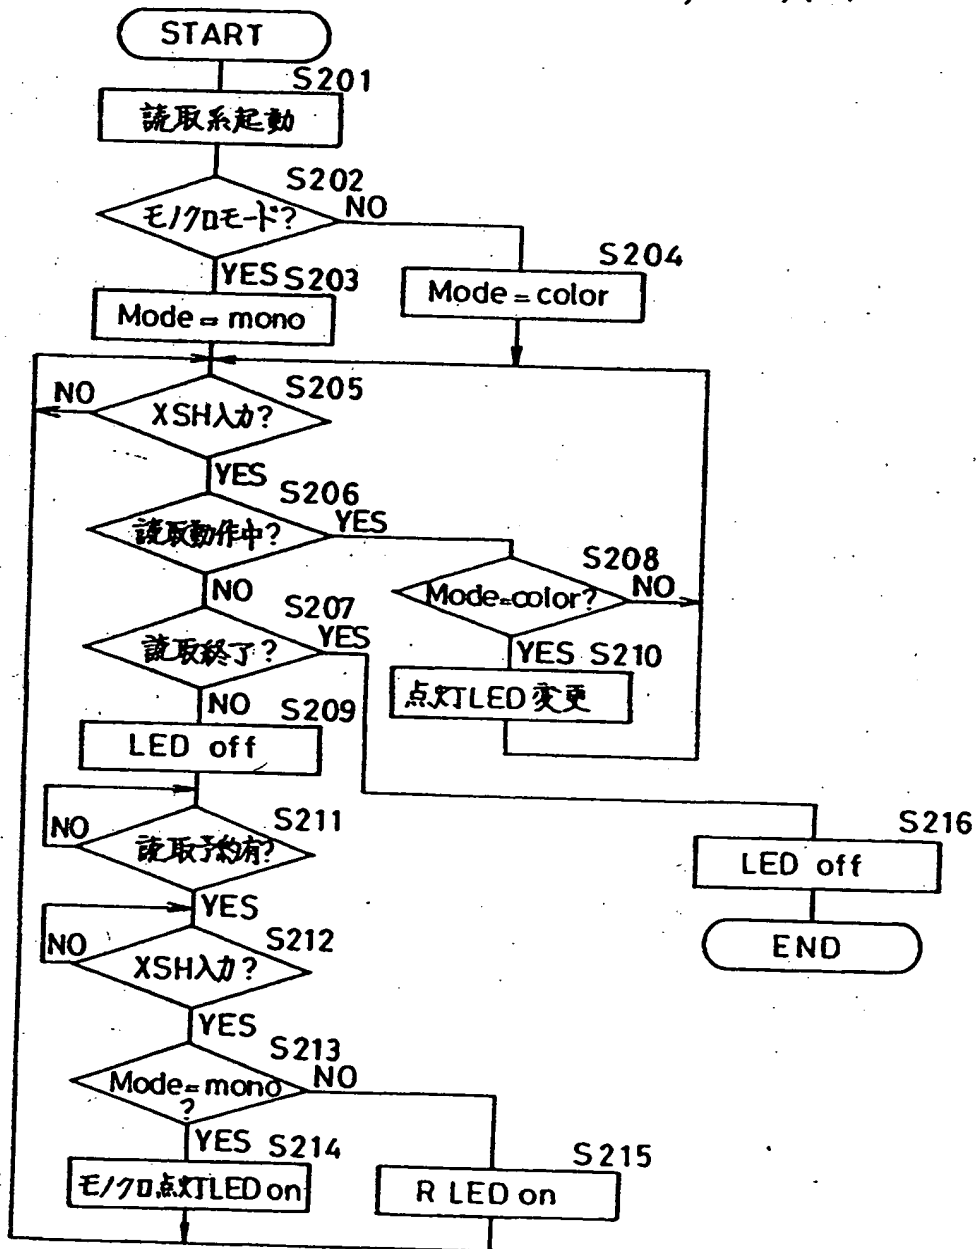 START
S201
読取系起動
S202
モノクロモード?
NO
YES
S203
Mode=mono
S204
Mode=color
S205
XSH入力?
NO
YES
S206
読取動作中?
YES
NO
S208
Mode=color?
NO
YES
S207
読取終了?
YES
NO
S210
点灯LED変更
S209
LED off
S211
読取予約有?
NO
YES
S216
LED off
END
S212
XSH入力?
NO
YES
S213
Mode=mono
?
NO
YES
S214
モノクロ点灯LED on
S215
R LED on